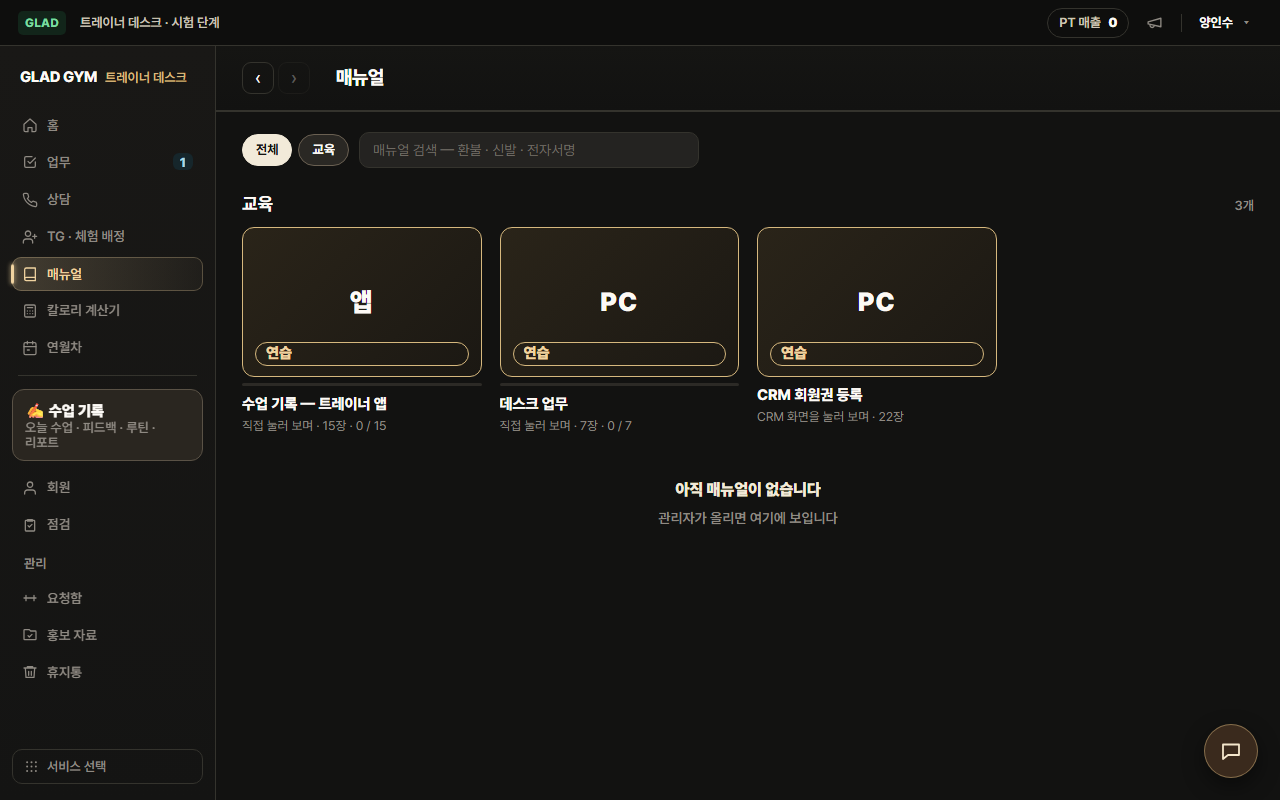 GLAD 트레이너 데스크 · 시험 단계
PT 매출 0
양인수
GLAD GYM 트레이너 데스크
홈
업무 1
상담
TG · 체험 배정
매뉴얼
칼로리 계산기
연월차
✍️ 수업 기록
오늘 수업 · 피드백 · 루틴 ·
리포트
회원
점검
관리
요청함
홍보 자료
휴지통
서비스 선택
매뉴얼
전체 교육 매뉴얼 검색 — 환불 · 신발 · 전자서명
교육 3개
앱
연습
수업 기록 — 트레이너 앱
직접 눌러 보며 · 15장 · 0 / 15
PC
연습
데스크 업무
직접 눌러 보며 · 7장 · 0 / 7
PC
연습
CRM 회원권 등록
CRM 화면을 눌러 보며 · 22장
아직 매뉴얼이 없습니다
관리자가 올리면 여기에 보입니다